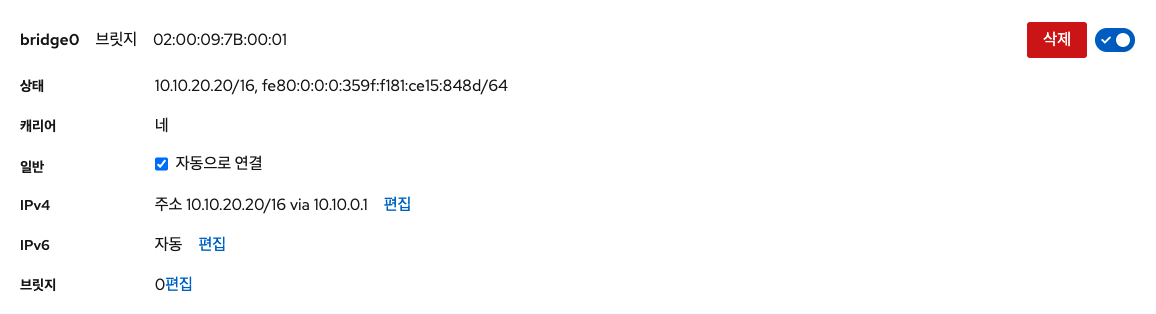 bridge0 브릿지 02:00:09:7B:00:01 삭제
상태 10.10.20.20/16, fe80:0:0:0:359f:f181:ce15:848d/64
캐리어 네
일반 자동으로 연결
IPv4 주소 10.10.20.20/16 via 10.10.0.1 편집
IPv6 자동 편집
브릿지 0편집